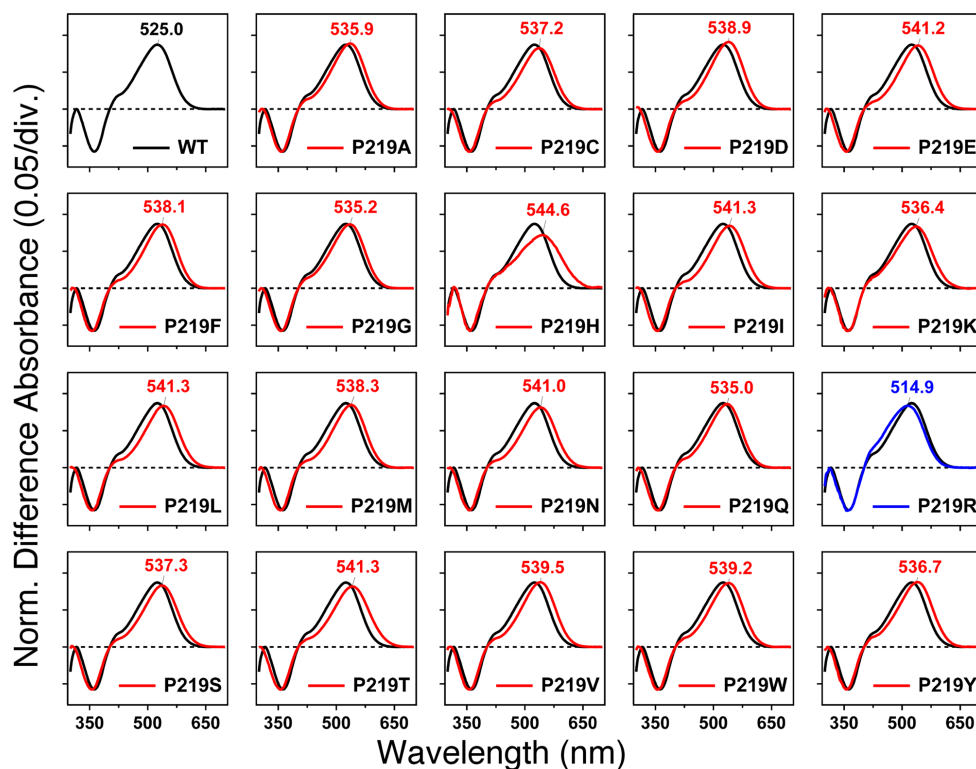 Norm. Difference Absorbance (0.05/div.)
525.0
WT
535.9
P219A
537.2
P219C
538.9
P219D
541.2
P219E
538.1
P219F
535.2
P219G
544.6
P219H
541.3
P219I
536.4
P219K
541.3
P219L
538.3
P219M
541.0
P219N
535.0
P219Q
514.9
P219R
537.3
P219S
541.3
P219T
539.5
P219V
539.2
P219W
536.7
P219Y
350 500 650 350 500 650 350 500 650 350 500 650 350 500 650
Wavelength (nm)